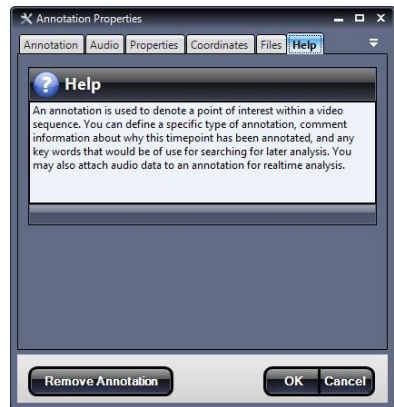 Annotation Properties
Annotation Audio Properties Coordinates Files Help
Help
An annotation is used to denote a point of interest within a video
sequence. You can define a specific type of annotation, comment
information about why this timepoint has been annotated, and any
key words that would be of use for searching for later analysis. You
may also attach audio data to an annotation for realtime analysis.
Remove Annotation OK Cancel